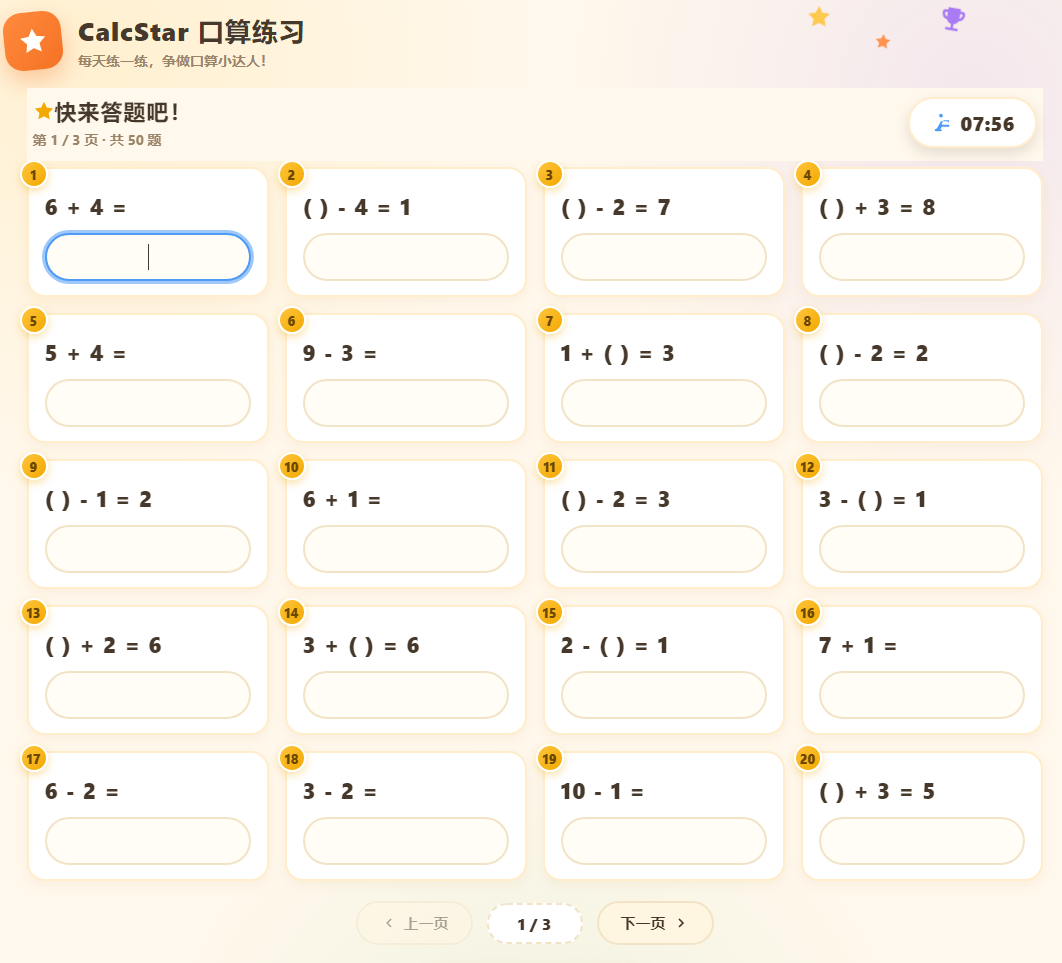 CalcStar 口算练习
每天练一练，争做口算小达人！
快来答题吧！
第 1 / 3 页 · 共 50 题
07:56
1
6 + 4 =
2
( ) - 4 = 1
3
( ) - 2 = 7
4
( ) + 3 = 8
5
5 + 4 =
6
9 - 3 =
7
1 + ( ) = 3
8
( ) - 2 = 2
9
( ) - 1 = 2
10
6 + 1 =
11
( ) - 2 = 3
12
3 - ( ) = 1
13
( ) + 2 = 6
14
3 + ( ) = 6
15
2 - ( ) = 1
16
7 + 1 =
17
6 - 2 =
18
3 - 2 =
19
10 - 1 =
20
( ) + 3 = 5
‹ 上一页
1 / 3
下一页 ›